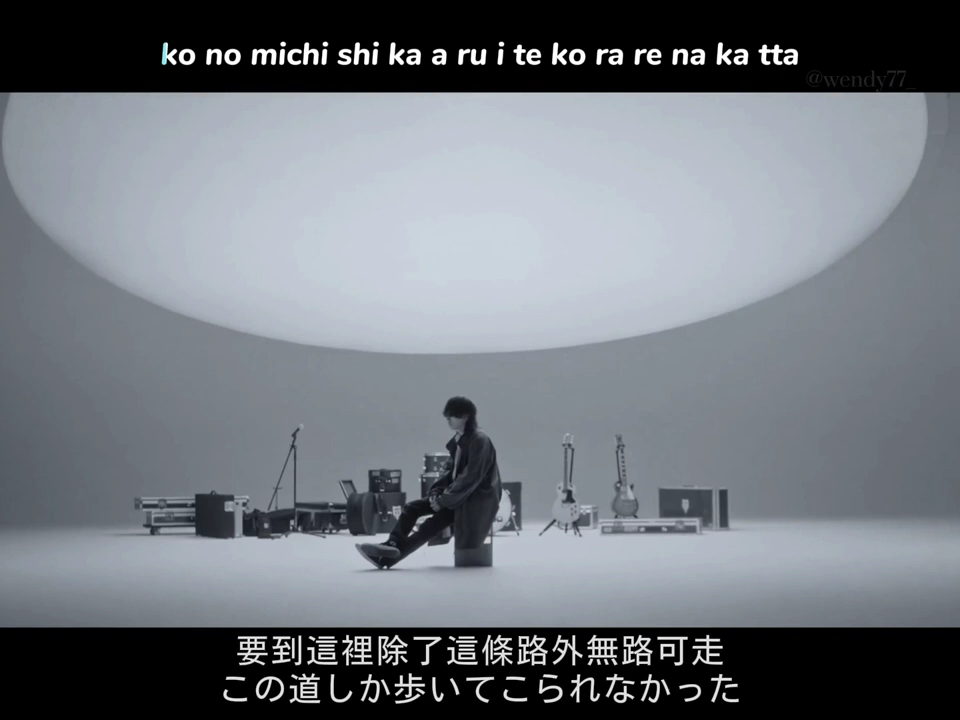 ko no michi shi ka a ru i te ko ra re na ka tta
@wendy77_
要到這裡除了這條路外無路可走
この道しか歩いてこられなかった